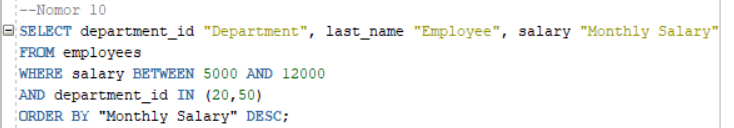 --Nomor 10
SELECT department_id "Department", last_name "Employee", salary "Monthly Salary"
FROM employees
WHERE salary BETWEEN 5000 AND 12000
AND department_id IN (20,50)
ORDER BY "Monthly Salary" DESC;